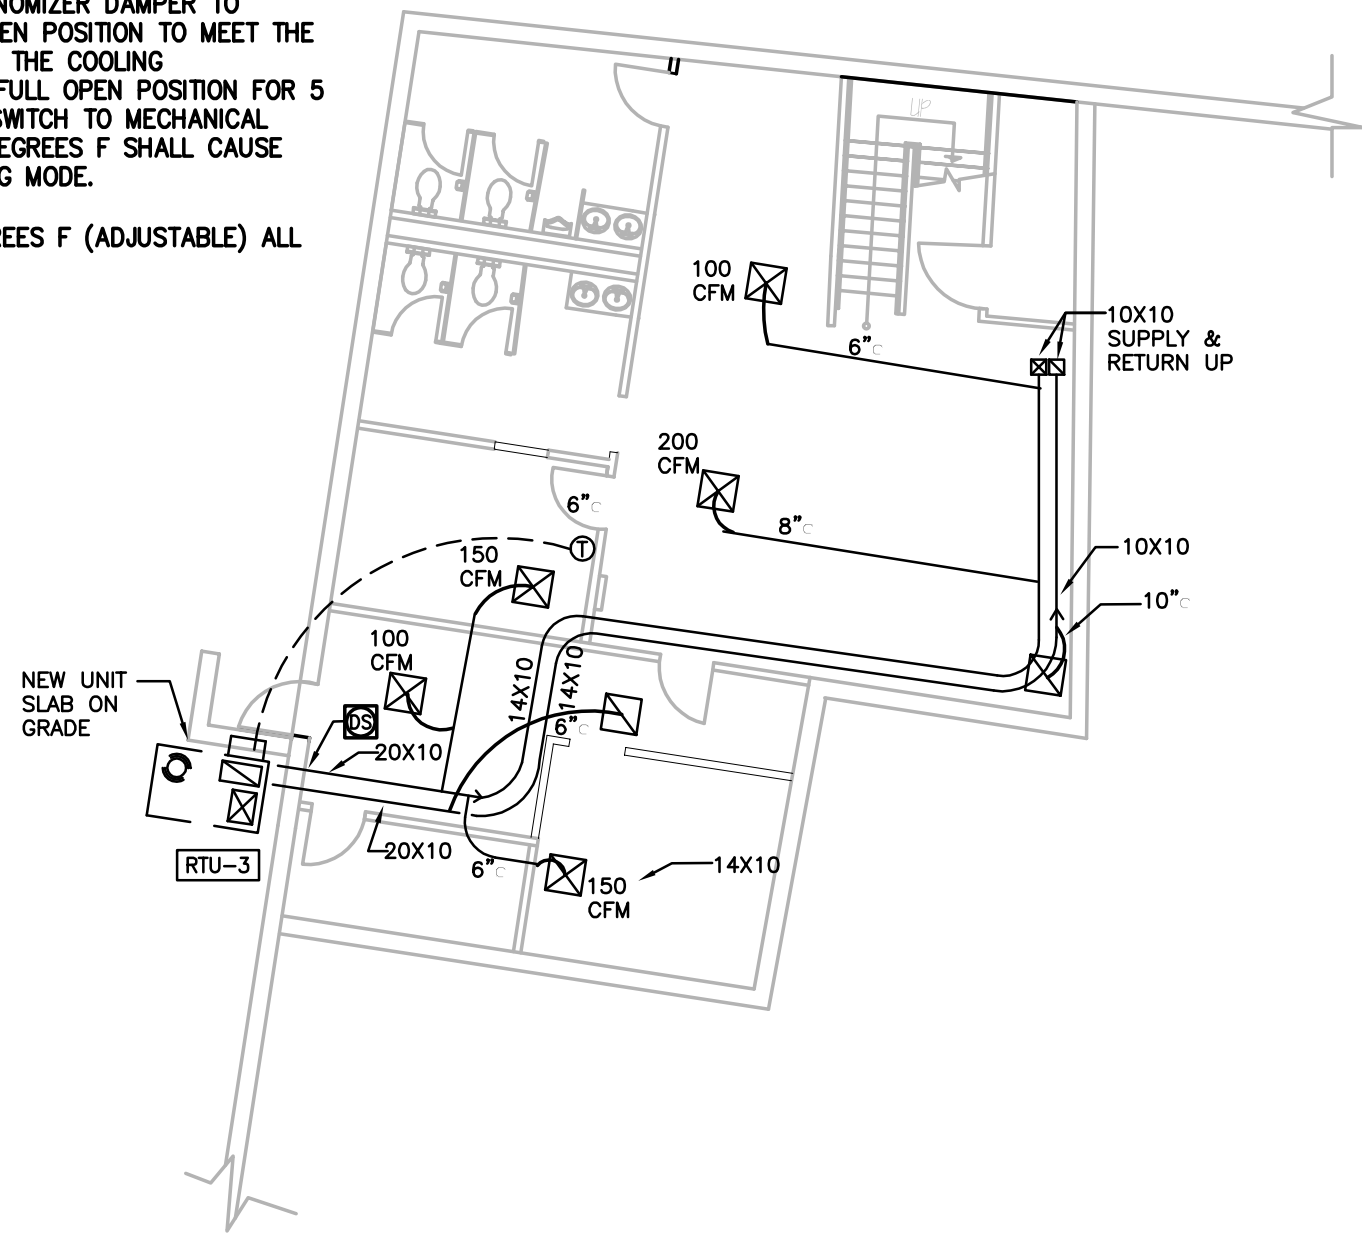 NOMIZER DAMPER TO
EN POSITION TO MEET THE
THE COOLING
FULL OPEN POSITION FOR 5
SWITCH TO MECHANICAL
EGREES F SHALL CAUSE
G MODE.
REES F (ADJUSTABLE) ALL
UP
100
CFM
6"
10X10
SUPPLY &
RETURN UP
200
CFM
6"
8"
T
150
CFM
10X10
10"
100
CFM
14X10
14X10
NEW UNIT
SLAB ON
GRADE
DS
6"
20X10
20X10
RTU-3
6"
14X10
150
CFM